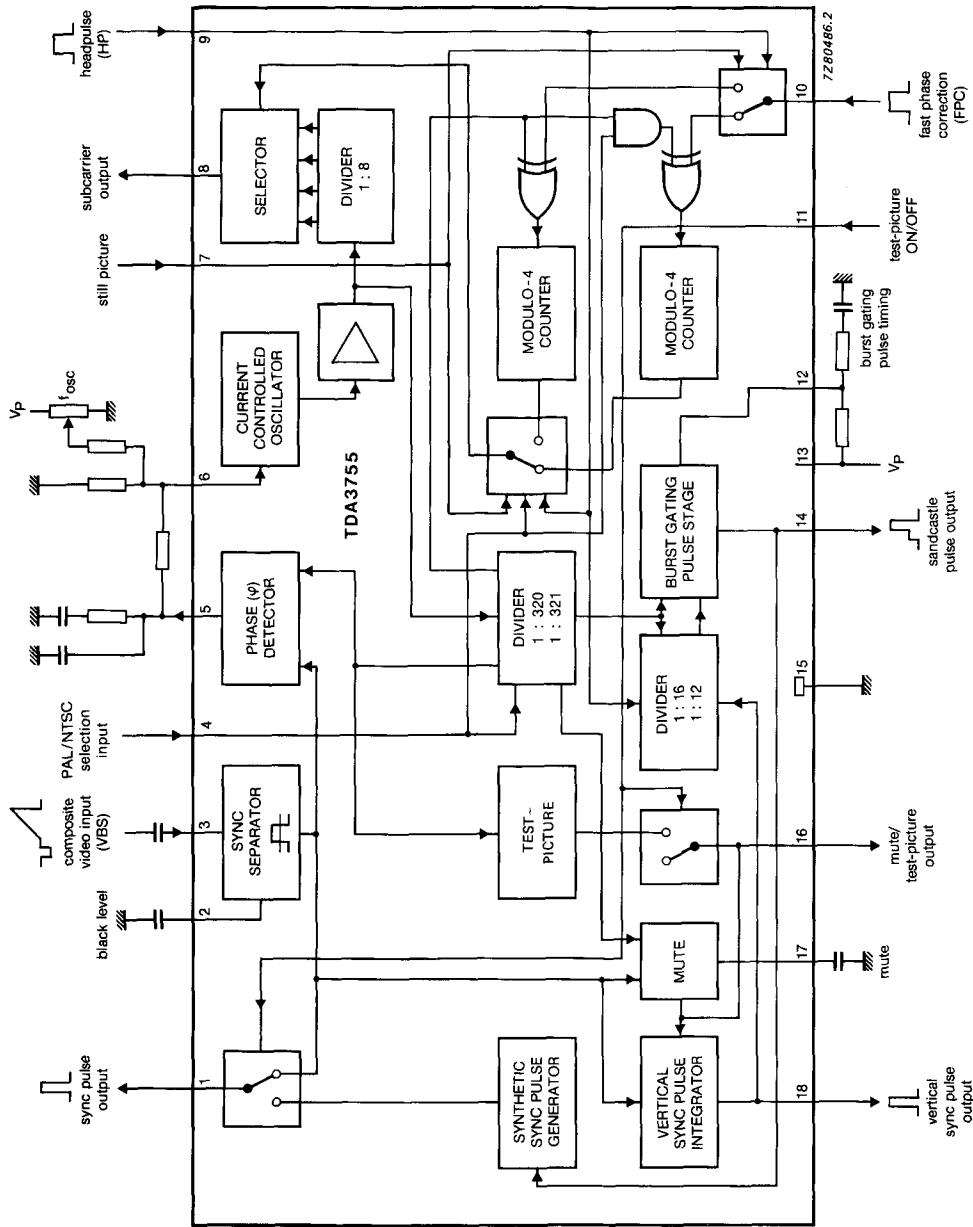 sync pulse
output
black level
composite
video input
(VBS)
PAL/NTSC
selection
input
VP
fosc
still picture
subcarrier
output
headpulse
(HP)
1
2
3
4
5
6
7
8
9
SYNC
SEPARATOR
PHASE (φ)
DETECTOR
CURRENT
CONTROLLED
OSCILLATOR
SELECTOR
DIVIDER
1 : 8
TDA3755
SYNTHETIC
SYNC PULSE
GENERATOR
TEST-
PICTURE
DIVIDER
1 : 320
1 : 321
MODULO-4
COUNTER
VERTICAL
SYNC PULSE
INTEGRATOR
MUTE
DIVIDER
1 : 16
1 : 12
BURST GATING
PULSE STAGE
MODULO-4
COUNTER
18
17
16
15
14
13
12
11
10
7Z80486.2
vertical
sync pulse
output
mute
mute/
test-picture
output
sandcastle
pulse output
VP
burst gating
pulse timing
test-picture
ON/OFF
fast phase
correction
(FPC)